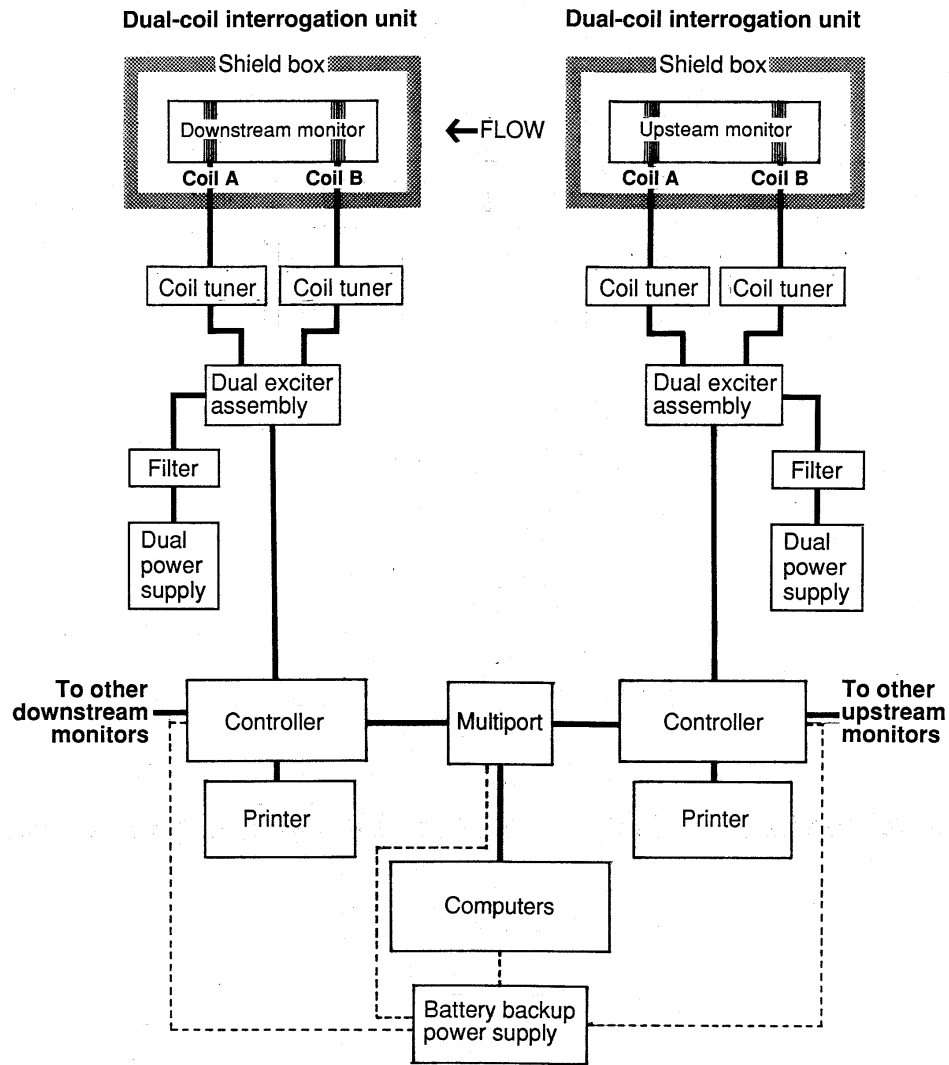 Dual-coil interrogation unit
Dual-coil interrogation unit
Shield box
Shield box
Downstream monitor
←FLOW
Upsteam monitor
Coil A
Coil B
Coil A
Coil B
Coil tuner
Coil tuner
Coil tuner
Coil tuner
Dual exciter
assembly
Dual exciter
assembly
Filter
Filter
Dual
power
supply
Dual
power
supply
To other
downstream
monitors
Controller
Multiport
Controller
To other
upstream
monitors
Printer
Printer
Computers
Battery backup
power supply